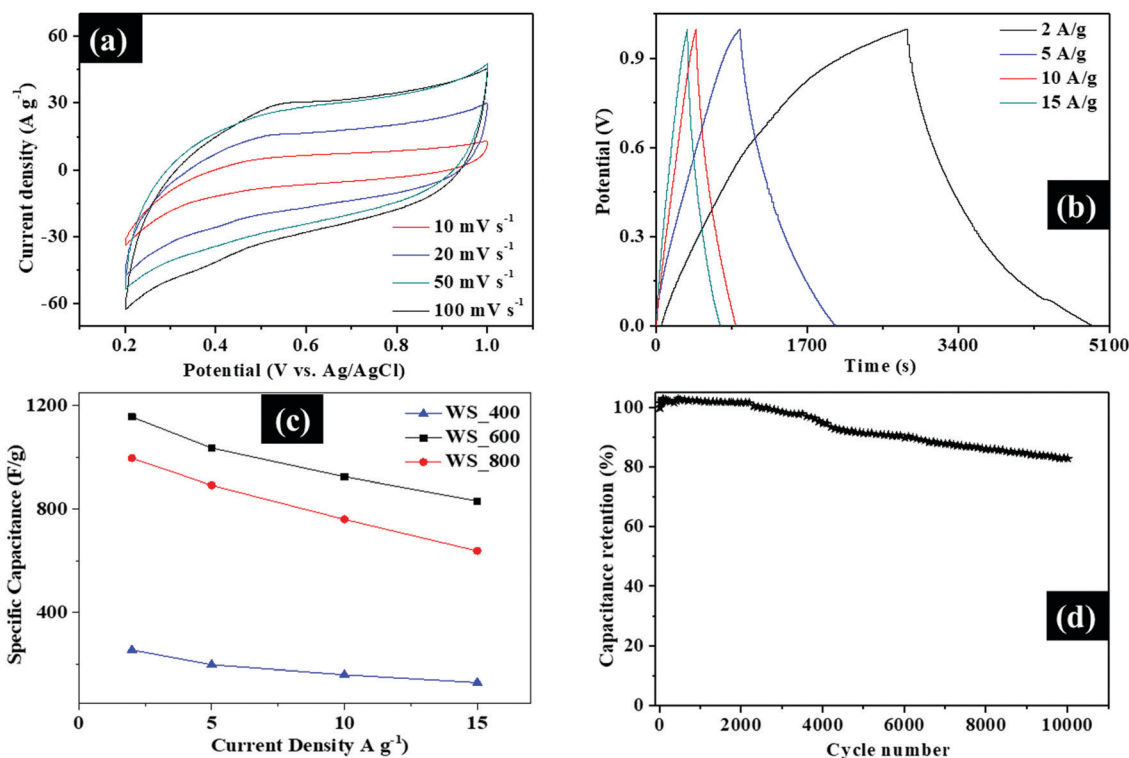 (a)
60
30
0
-30
-60
Current density (A g-1)
10 mV s-1
20 mV s-1
50 mV s-1
100 mV s-1
0.2 0.4 0.6 0.8 1.0
Potential (V vs. Ag/AgCl)
(b)
0.9
0.6
0.3
0.0
Potential (V)
2 A/g
5 A/g
10 A/g
15 A/g
0 1700 3400 5100
Time (s)
(c)
1200
800
400
Specific Capacitance (F/g)
WS_400
WS_600
WS_800
0 5 10 15
Current Density A g-1)
(d)
100
80
60
40
20
0
Capacitance retention (%)
0 2000 4000 6000 8000 10000
Cycle number